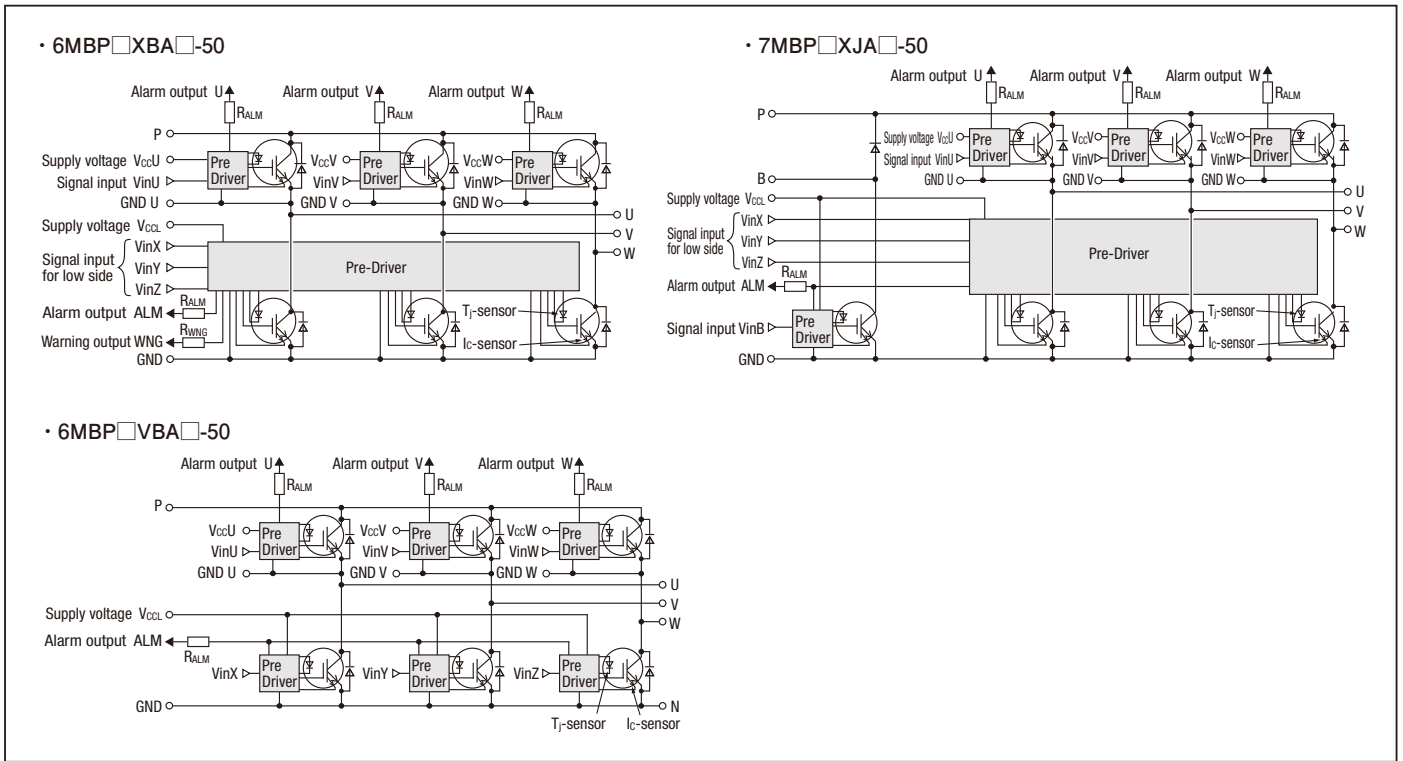 ・6MBP□XBA□-50
Alarm output U
Alarm output V
Alarm output W
RALM
RALM
RALM
P
Supply voltage VccU
Signal input VinU
GND U
Pre Driver
VccV
VinV
GND V
Pre Driver
VccW
VinW
GND W
Pre Driver
U
V
W
Supply voltage VCCL
Signal input for low side
VinX
VinY
VinZ
Pre-Driver
Alarm output ALM
RALM
Warning output WNG
RWNG
GND
Tj-sensor
Ic-sensor
・7MBP□XJA□-50
Alarm output U
Alarm output V
Alarm output W
RALM
RALM
RALM
P
Supply voltage VccU
Signal input VinU
GND U
Pre Driver
VccV
VinV
GND V
Pre Driver
VccW
VinW
GND W
Pre Driver
B
U
V
W
Supply voltage VCCL
Signal input for low side
VinX
VinY
VinZ
Pre-Driver
RALM
Alarm output ALM
Signal input VinB
Pre Driver
GND
Tj-sensor
Ic-sensor
・6MBP□VBA□-50
Alarm output U
Alarm output V
Alarm output W
RALM
RALM
RALM
P
VccU
VinU
GND U
Pre Driver
VccV
VinV
GND V
Pre Driver
VccW
VinW
GND W
Pre Driver
U
V
W
Supply voltage VCCL
Alarm output ALM
RALM
VinX
Pre Driver
VinY
Pre Driver
VinZ
Pre Driver
GND
N
Tj-sensor
Ic-sensor